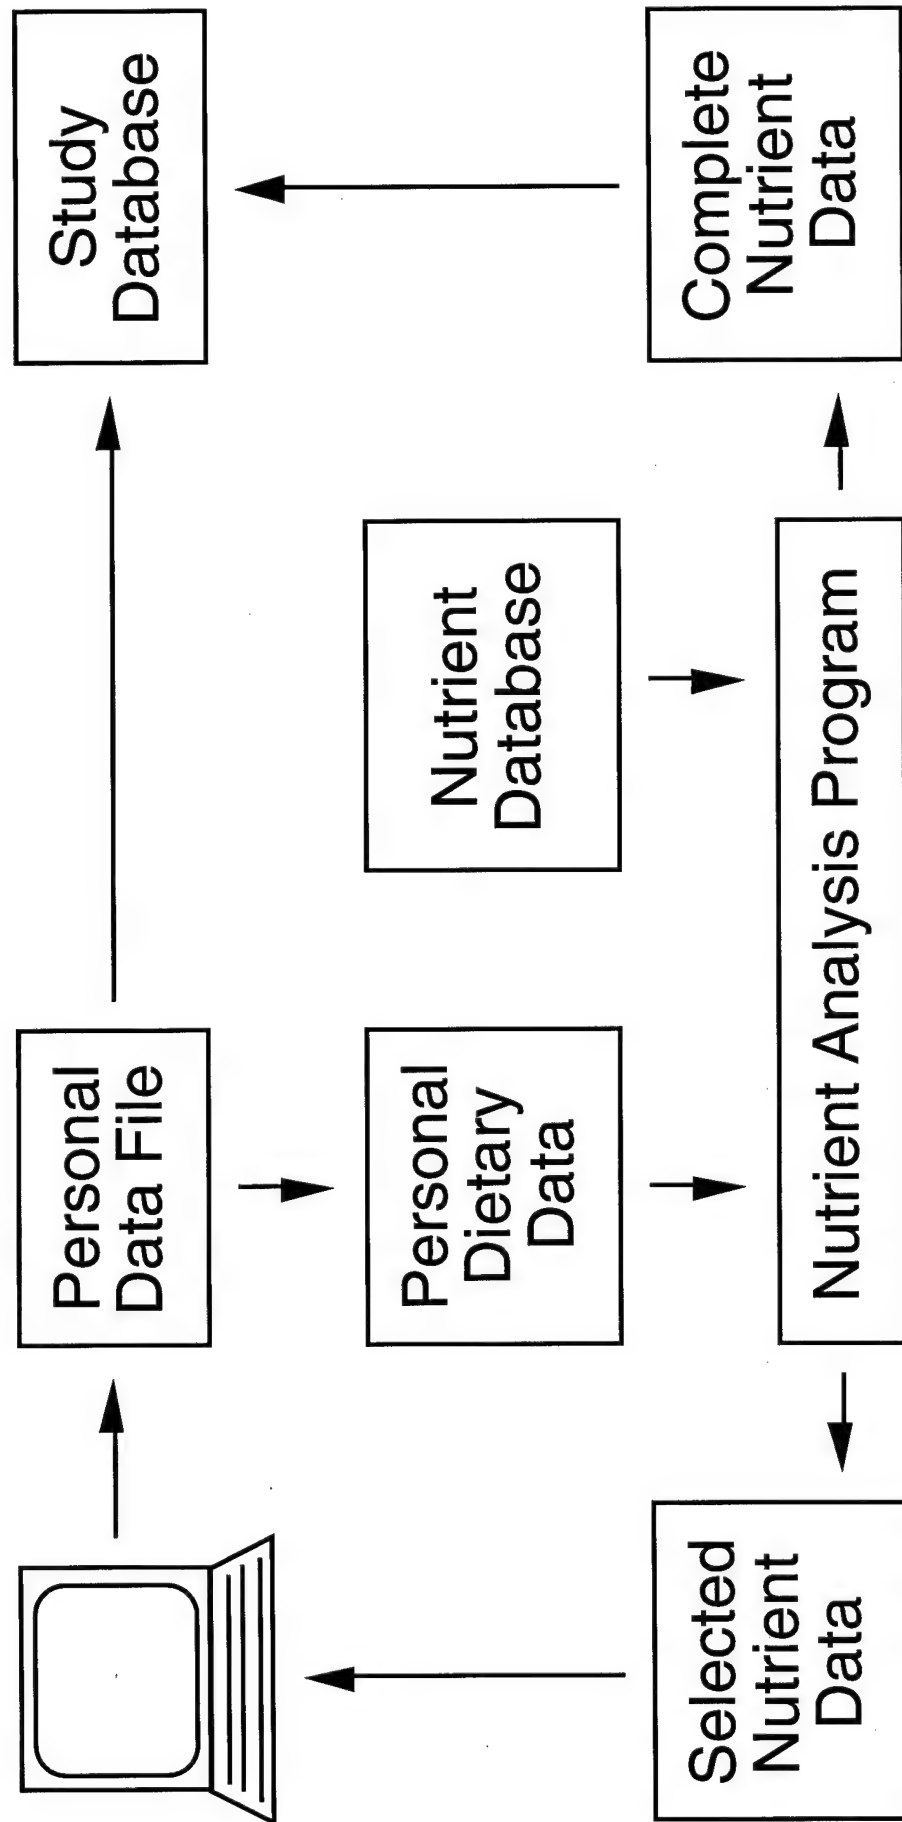 Personal
Data File
Study
Database
Personal
Dietary
Data
Nutrient
Database
Selected
Nutrient
Data
Nutrient Analysis Program
Complete
Nutrient
Data